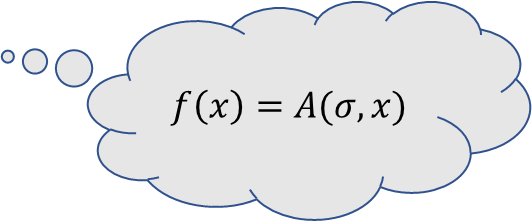 f(x) = A(σ, x)